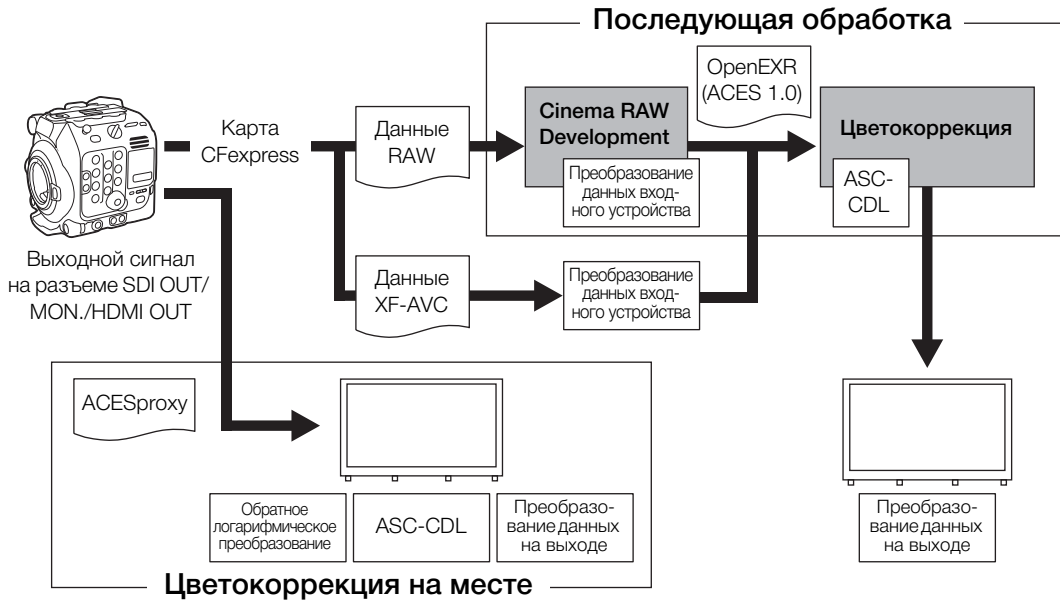 Последующая обработка
OpenEXR
(ACES 1.0)
Cinema RAW
Development
Цветокоррекция
Карта
CFexpress
Данные
RAW
Преобразование
данных вход-
ного устройства
ASC-
CDL
Выходной сигнал
на разъеме SDI OUT/
MON./HDMI OUT
Данные
XF-AVC
Преобразование
данных вход-
ного устройства
ACESproxy
Обратное
логарифмическое
преобразование
ASC-CDL
Преобразо-
вание данных
на выходе
Преобразо-
вание данных
на выходе
Цветокоррекция на месте